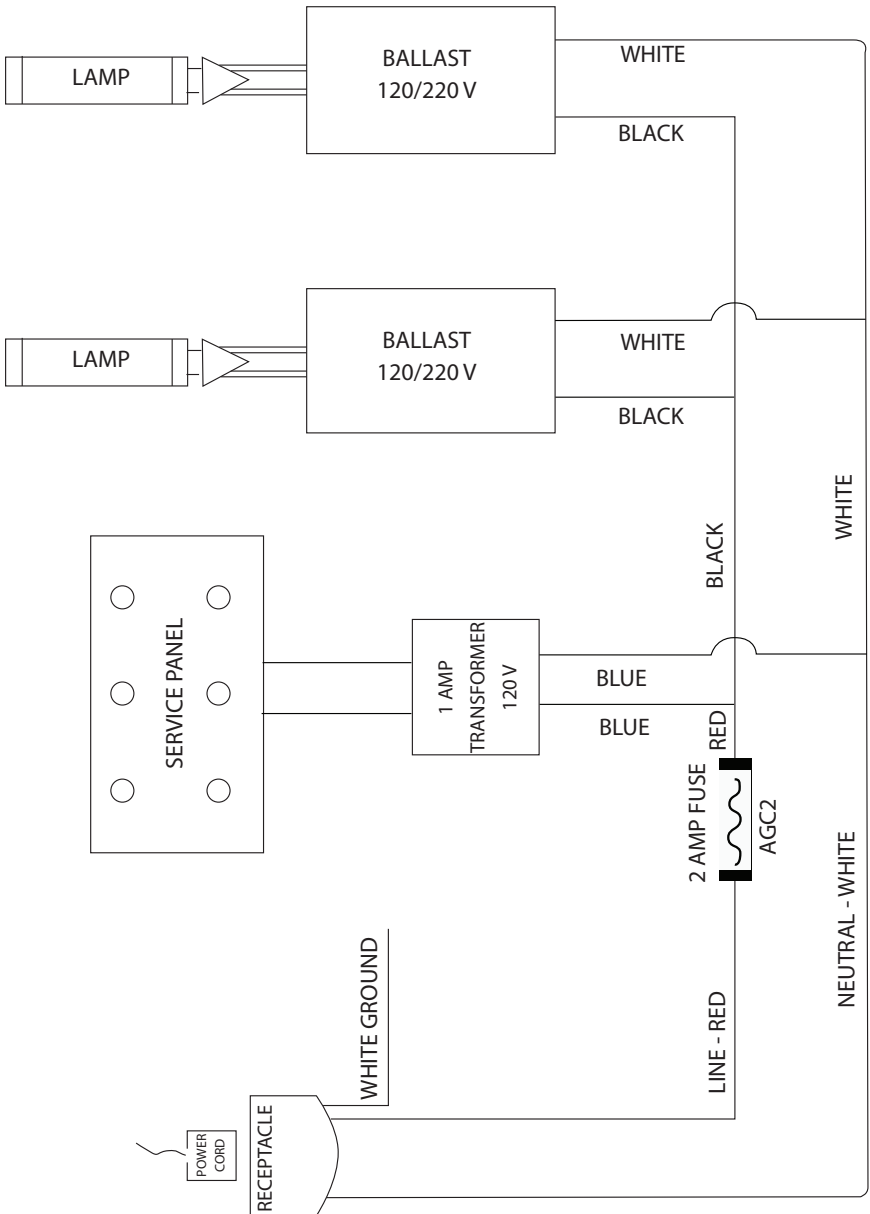 LAMP
BALLAST
120/220 V
WHITE
BLACK
LAMP
BALLAST
120/220 V
WHITE
BLACK
BLACK
WHITE
SERVICE PANEL
1 AMP
TRANSFORMER
120 V
BLUE
BLUE
RED
2 AMP FUSE
AGC2
NEUTRAL - WHITE
LINE - RED
WHITE GROUND
POWER
CORD
RECEPTACLE